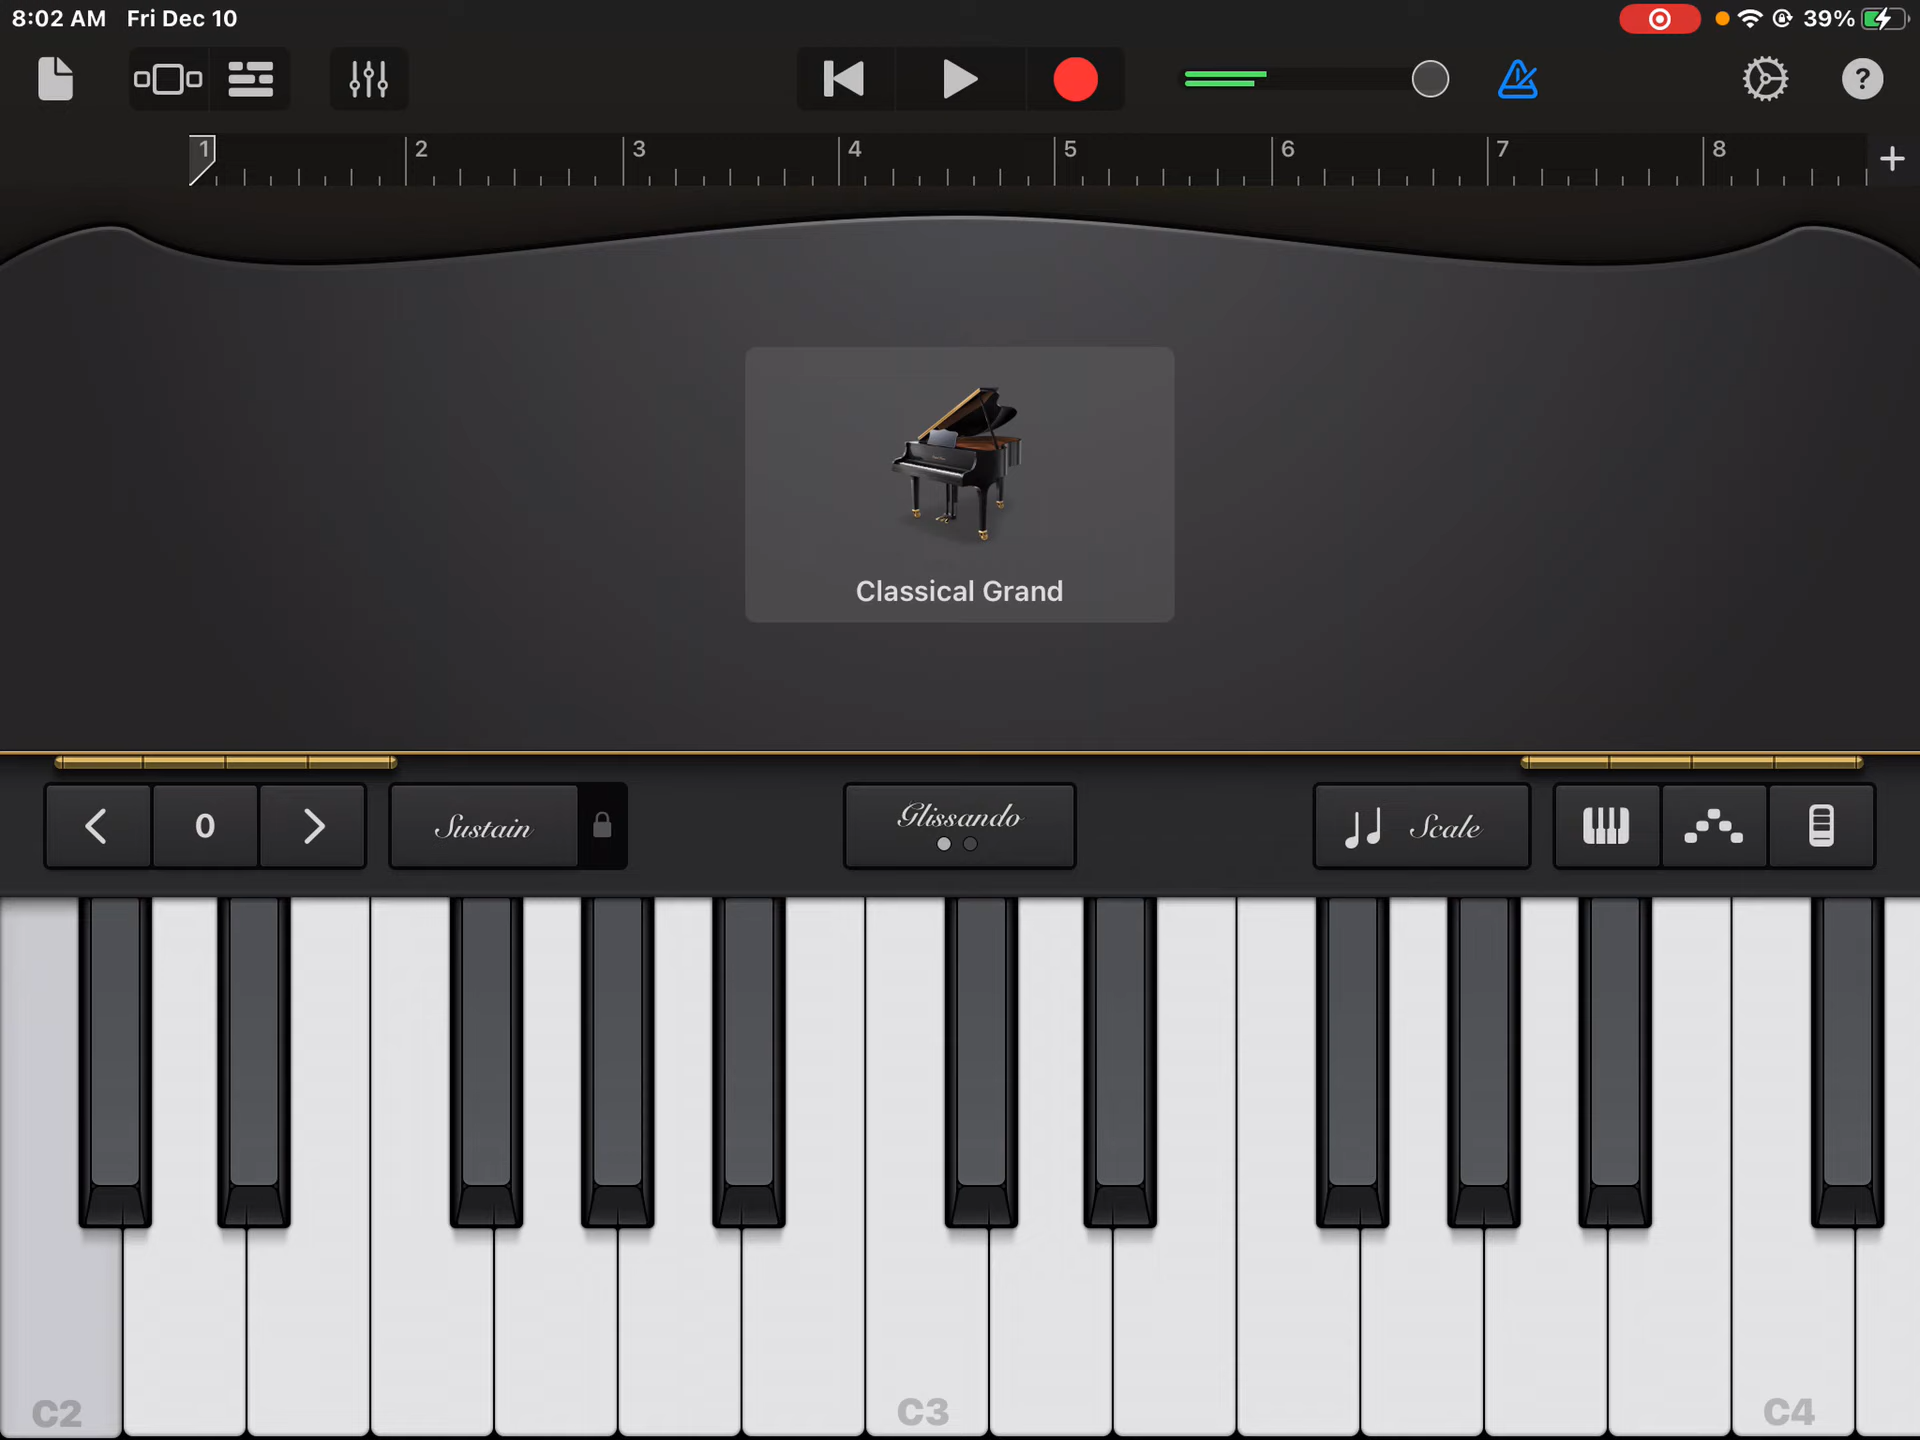 8:02 AM Fri Dec 10
39%
?
1 2 3 4 5 6 7 8 +
Classical Grand
0 Sustain Glissando Scale
C2 C3 C4